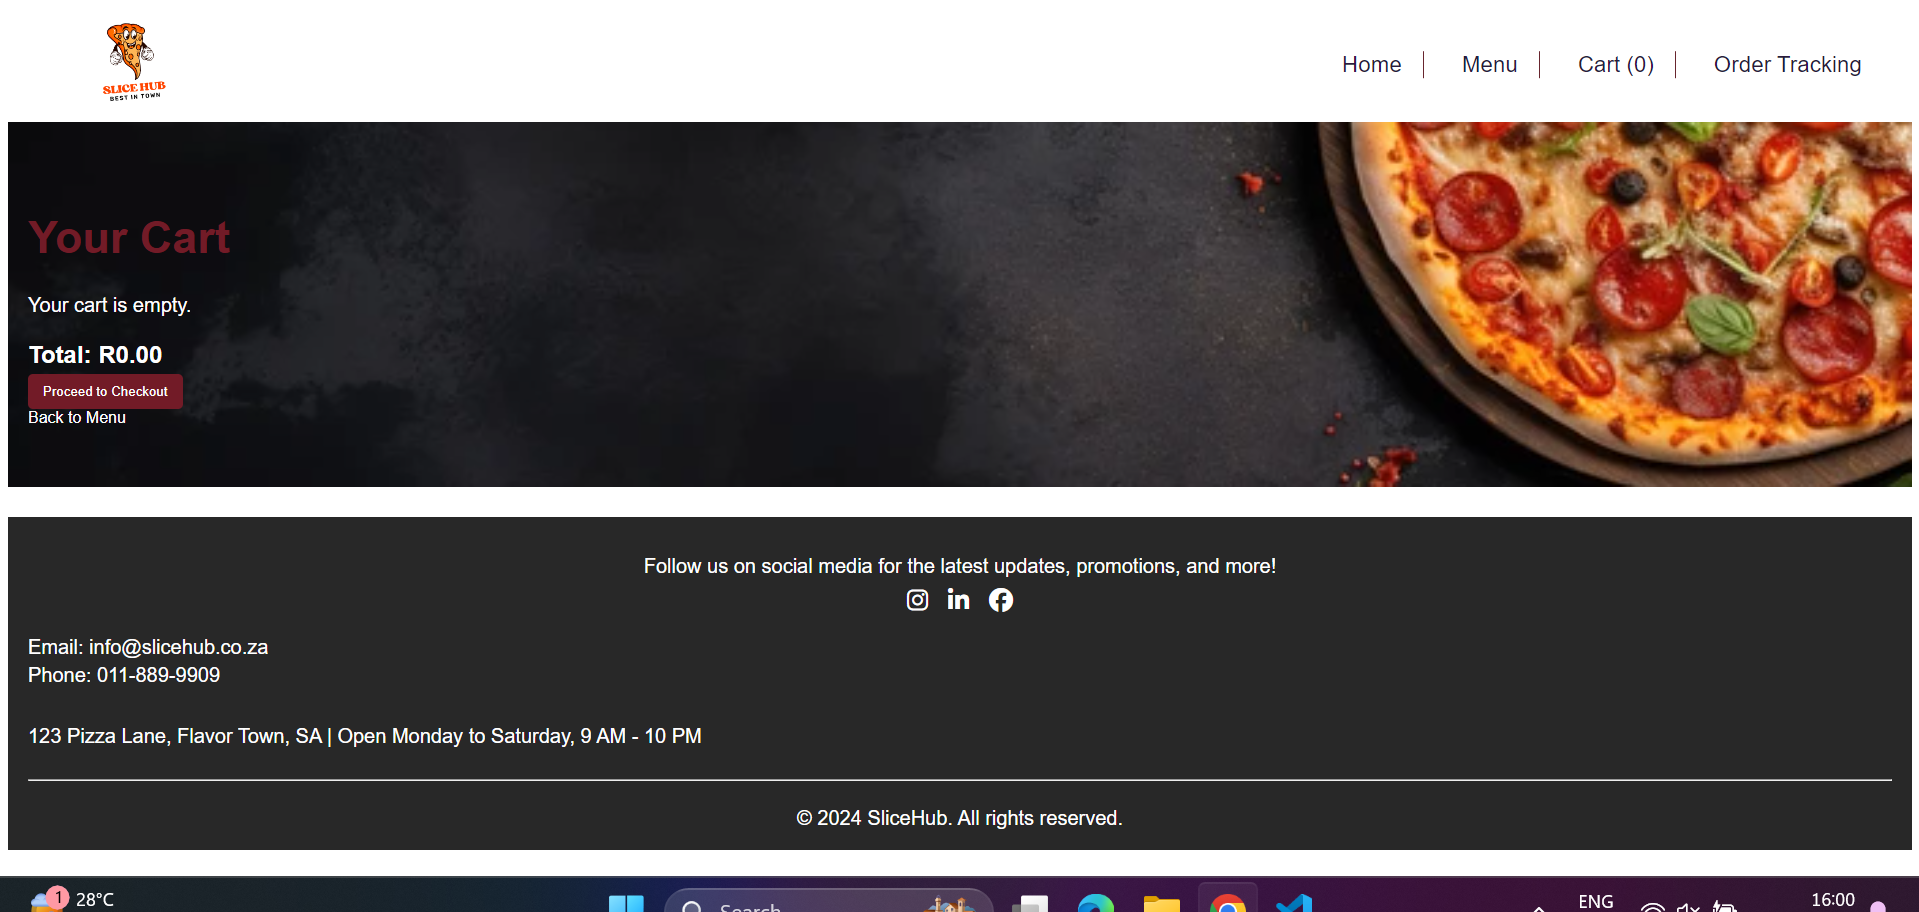 SLICE HUB
BEST IN TOWN
Home Menu Cart (0) Order Tracking
Your Cart
Your cart is empty.
Total: R0.00
Proceed to Checkout
Back to Menu
Follow us on social media for the latest updates, promotions, and more!
Email: info@slicehub.co.za
Phone: 011-889-9909
123 Pizza Lane, Flavor Town, SA | Open Monday to Saturday, 9 AM - 10 PM
© 2024 SliceHub. All rights reserved.
1 28°C Search ENG 16:00